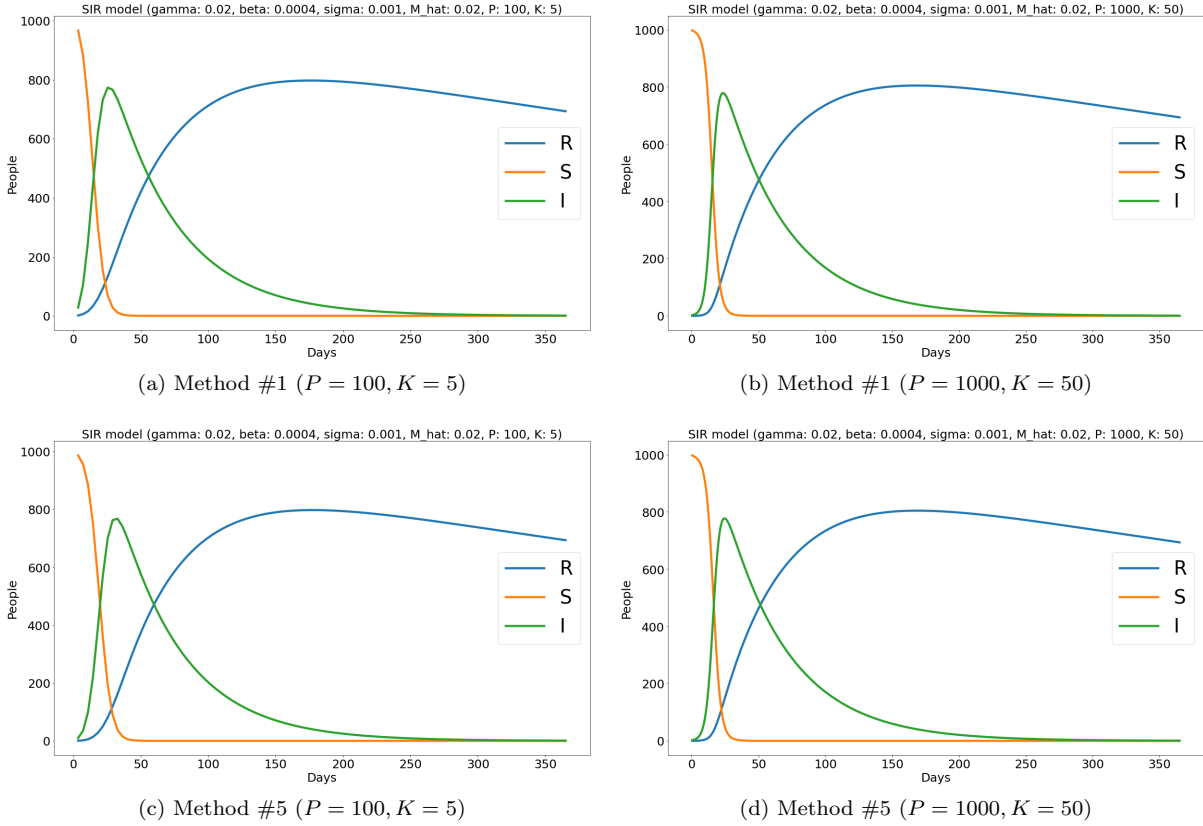 SIR model (gamma: 0.02, beta: 0.0004, sigma: 0.001, M_hat: 0.02, P: 100, K: 5)
1000
800
600
400
200
0
People
R
S
I
0 50 100 150 200 250 300 350
Days
(a) Method #1 (P = 100, K = 5)
SIR model (gamma: 0.02, beta: 0.0004, sigma: 0.001, M_hat: 0.02, P: 1000, K: 50)
1000
800
600
400
200
0
People
R
S
I
0 50 100 150 200 250 300 350
Days
(b) Method #1 (P = 1000, K = 50)
SIR model (gamma: 0.02, beta: 0.0004, sigma: 0.001, M_hat: 0.02, P: 100, K: 5)
1000
800
600
400
200
0
People
R
S
I
0 50 100 150 200 250 300 350
Days
(c) Method #5 (P = 100, K = 5)
SIR model (gamma: 0.02, beta: 0.0004, sigma: 0.001, M_hat: 0.02, P: 1000, K: 50)
1000
800
600
400
200
0
People
R
S
I
0 50 100 150 200 250 300 350
Days
(d) Method #5 (P = 1000, K = 50)